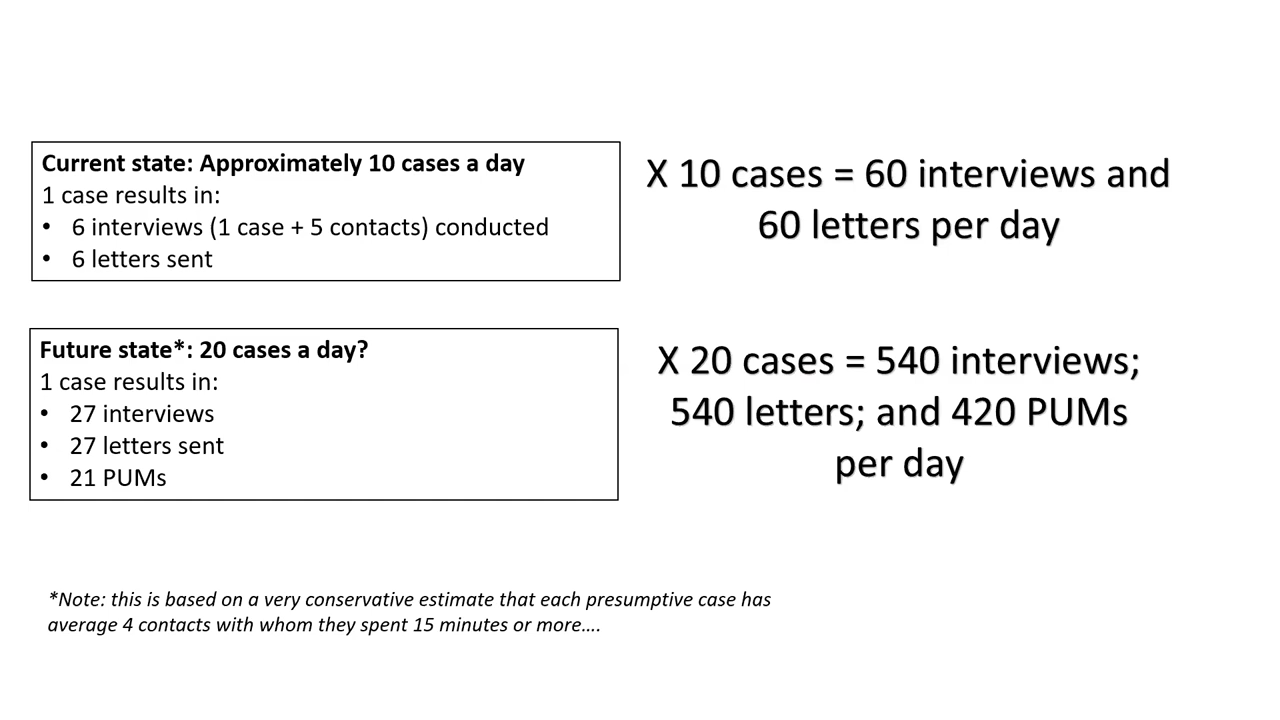 Current state: Approximately 10 cases a day
1 case results in:
• 6 interviews (1 case + 5 contacts) conducted
• 6 letters sent
X 10 cases = 60 interviews and
60 letters per day
Future state*: 20 cases a day?
1 case results in:
• 27 interviews
• 27 letters sent
• 21 PUMs
X 20 cases = 540 interviews;
540 letters; and 420 PUMs
per day
*Note: this is based on a very conservative estimate that each presumptive case has
average 4 contacts with whom they spent 15 minutes or more….